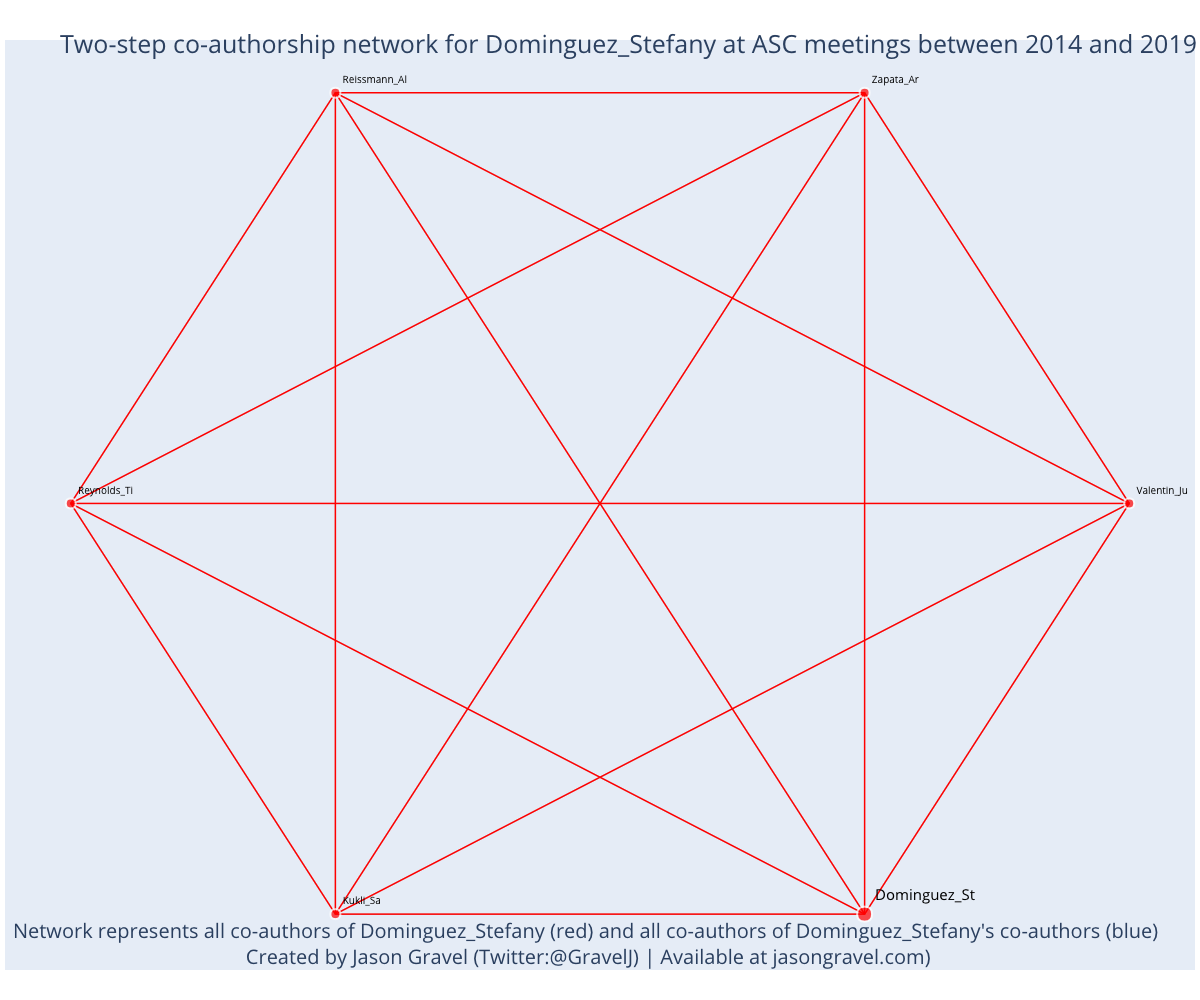 Two-step co-authorship network for Dominguez_Stefany at ASC meetings between 2014 and 2019
Reissmann_Al
Zapata_Ar
Reynolds_Ti
Valentin_Ju
Kukli_Sa
Dominguez_St
Network represents all co-authors of Dominguez_Stefany (red) and all co-authors of Dominguez_Stefany's co-authors (blue)
Created by Jason Gravel (Twitter:@GravelJ) | Available at jasongravel.com)